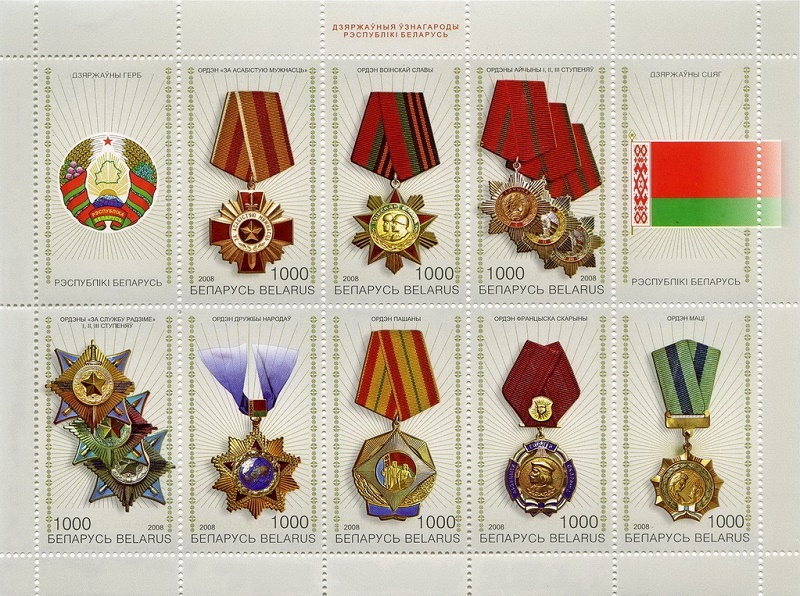 ДЗЯРЖАЎНЫЯ ЎЗНАГАРОДЫ
РЭСПУБЛІКІ БЕЛАРУСЬ
ДЗЯРЖАЎНЫ ГЕРБ
РЭСПУБЛІКА
БЕЛАРУСЬ
РЭСПУБЛІКІ БЕЛАРУСЬ
ОРДЭН «ЗА АСАБІСТУЮ МУЖНАСЦЬ»
2008
1000
БЕЛАРУСЬ BELARUS
ОРДЭН ВОІНСКАЙ СЛАВЫ
2008
1000
БЕЛАРУСЬ BELARUS
ОРДЭНЫ АЙЧЫНЫ I, II, III СТУПЕНЯЎ
1000
2008
БЕЛАРУСЬ BELARUS
ДЗЯРЖАЎНЫ СЦЯГ
РЭСПУБЛІКІ БЕЛАРУСЬ
ОРДЭНЫ «ЗА СЛУЖБУ РАДЗІМЕ»
I, II, III СТУПЕНЯЎ
1000
2008
БЕЛАРУСЬ BELARUS
ОРДЭН ДРУЖБЫ НАРОДАЎ
2008
1000
БЕЛАРУСЬ BELARUS
ОРДЭН ПАШАНЫ
2008
1000
БЕЛАРУСЬ BELARUS
ОРДЭН ФРАНЦЫСКА СКАРЫНЫ
1000
2008
БЕЛАРУСЬ BELARUS
ОРДЭН МАЦІ
2008
1000
БЕЛАРУСЬ BELARUS